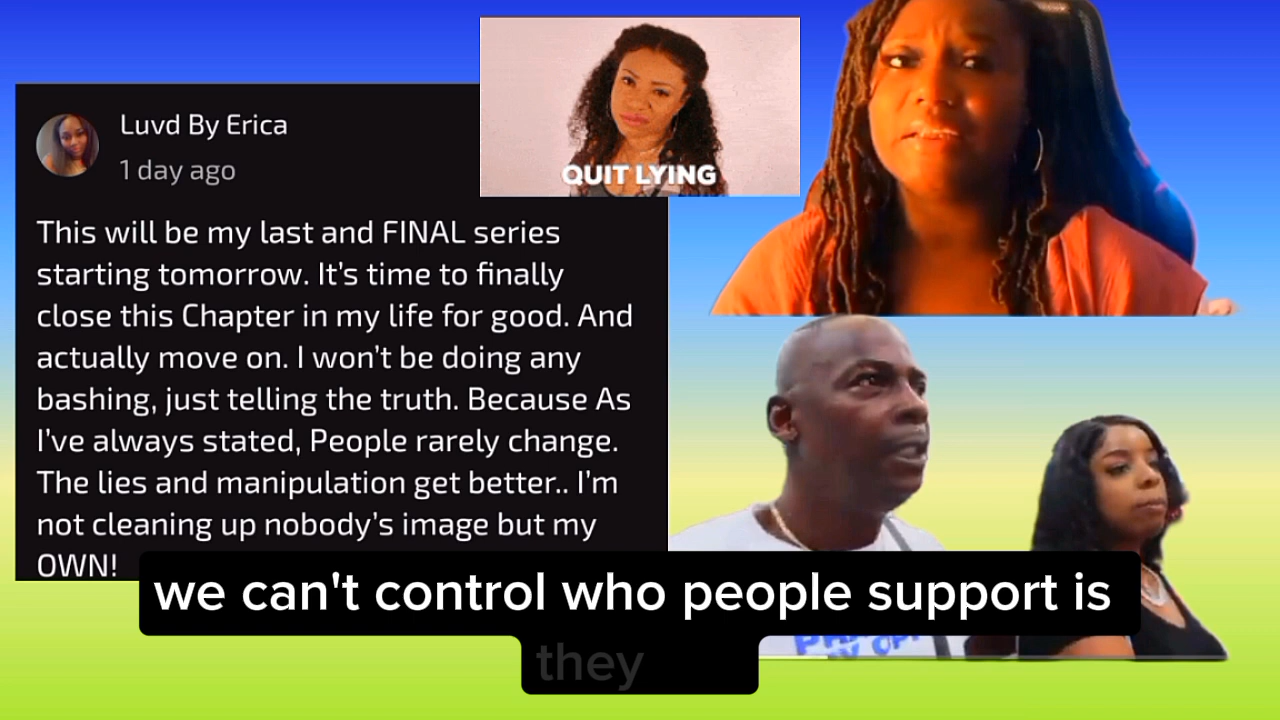 Luvd By Erica
1 day ago
QUIT LYING
This will be my last and FINAL series
starting tomorrow. It’s time to finally
close this Chapter in my life for good. And
actually move on. I won’t be doing any
bashing, just telling the truth. Because As
I’ve always stated, People rarely change.
The lies and manipulation get better.. I’m
not cleaning up nobody’s image but my
OWN!
we can't control who people support is
they